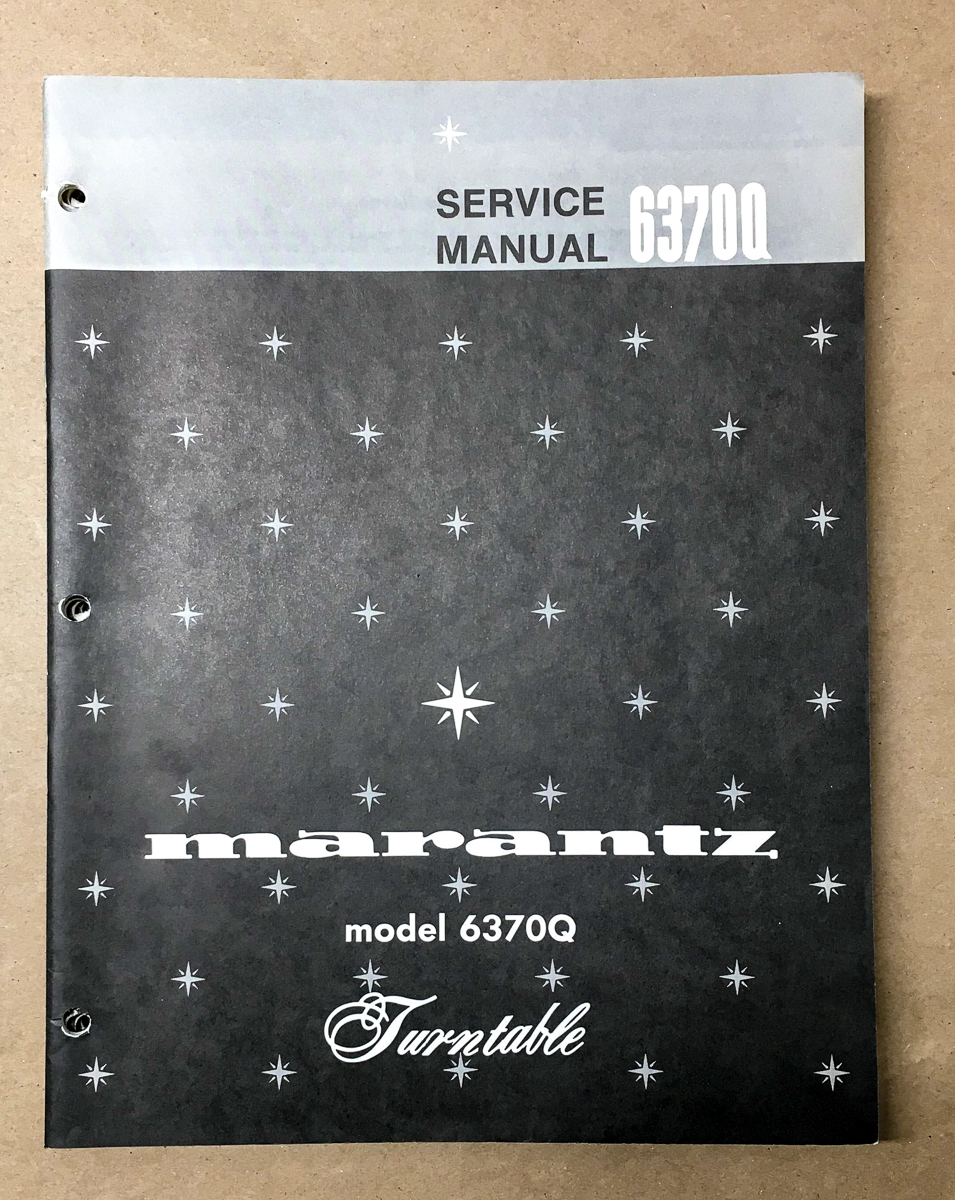 SERVICE
MANUAL 6370Q
marantz
model 6370Q
Turntable